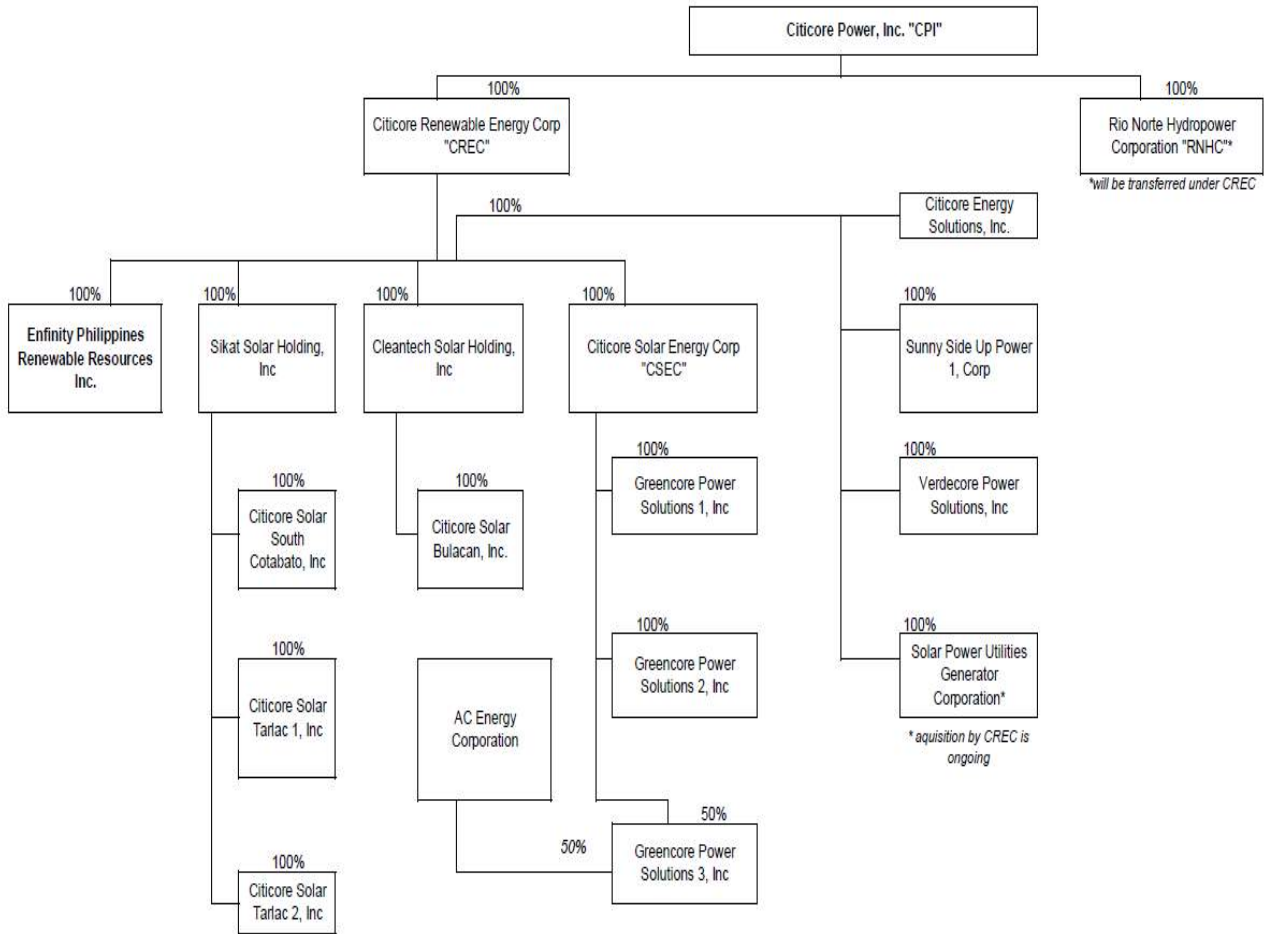 Citicore Power, Inc. "CPI"
100%
100%
Citicore Renewable Energy Corp
"CREC"
Rio Norte Hydropower
Corporation "RNHC"*
*will be transferred under CREC
100%
Citicore Energy
Solutions, Inc.
100%
100%
100%
100%
100%
Enfinity Philippines
Renewable Resources
Inc.
Sikat Solar Holding,
Inc
Cleantech Solar Holding,
Inc
Citicore Solar Energy Corp
"CSEC"
Sunny Side Up Power
1, Corp
100%
100%
Greencore Power
Solutions 1, Inc
Verdecore Power
Solutions, Inc
100%
100%
Citicore Solar
South
Cotabato, Inc
Citicore Solar
Bulacan, Inc.
100%
100%
100%
Citicore Solar
Tarlac 1, Inc
AC Energy
Corporation
Greencore Power
Solutions 2, Inc
Solar Power Utilities
Generator
Corporation*
* aquisition by CREC is
ongoing
50%
50%
Greencore Power
Solutions 3, Inc
100%
Citicore Solar
Tarlac 2, Inc